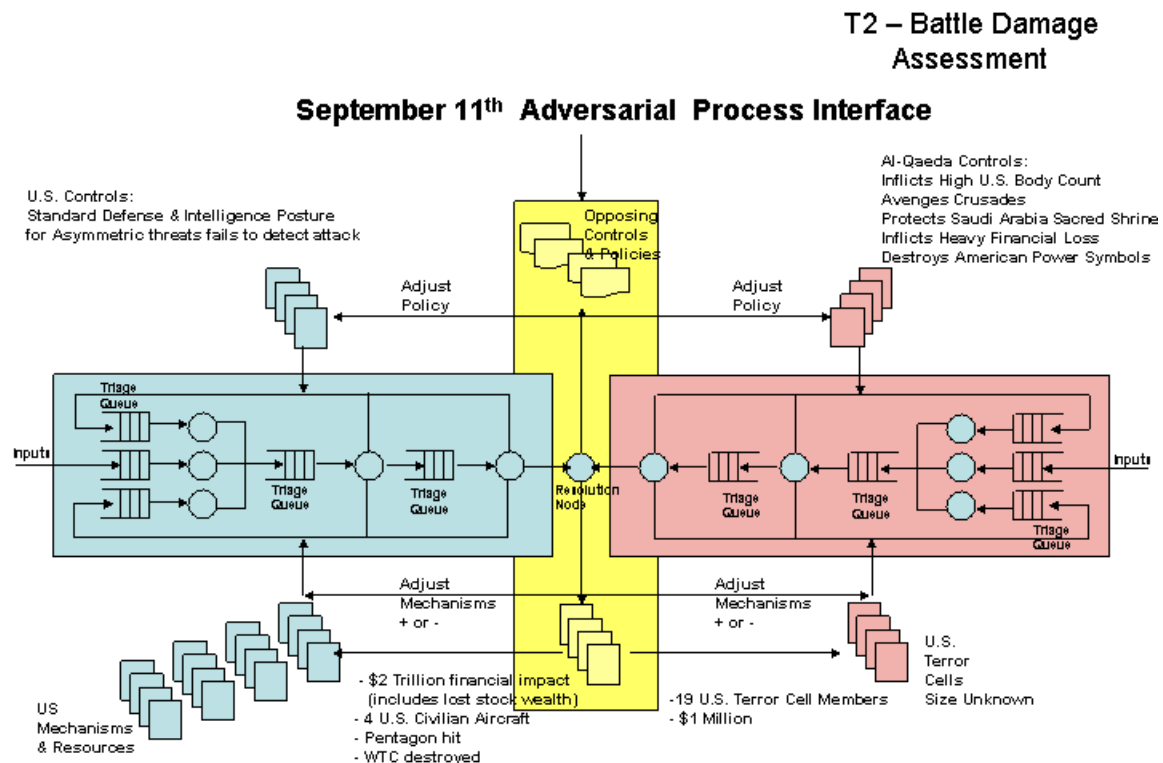 T2 – Battle Damage
Assessment
September 11th Adversarial Process Interface
U.S. Controls:
Standard Defense & Intelligence Posture
for Asymmetric threats fails to detect attack
Opposing
Controls
& Policies
Al-Qaeda Controls:
Inflicts High U.S. Body Count
Avenges Crusades
Protects Saudi Arabia Sacred Shrine
Inflicts Heavy Financial Loss
Destroys American Power Symbols
Adjust
Policy
Adjust
Policy
Triage
Queue
Inputs
Triage
Queue
Triage
Queue
Resolution
Node
Triage
Queue
Triage
Queue
Inputs
Triage
Queue
Adjust
Mechanisms
+ or -
Adjust
Mechanisms
+ or -
US
Mechanisms
& Resources
- $2 Trillion financial impact
(includes lost stock wealth)
- 4 U.S. Civilian Aircraft
- Pentagon hit
- WTC destroyed
-19 U.S. Terror Cell Members
- $1 Million
U.S.
Terror
Cells
Size Unknown